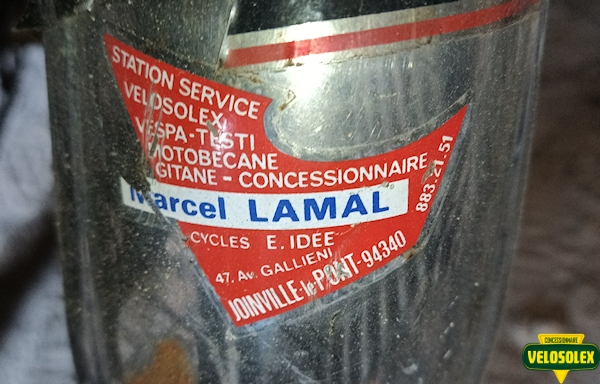 STATION SERVICE
VELOSOLEX
VESPA-TESTI
MOTOBECANE
GITANE - CONCESSIONNAIRE
Marcel LAMAL
883.21.51
CYCLES E. IDÉE
47. Av. GALLIENI
JOINVILLE-le-PONT-94340
CONCESSIONNAIRE
VELOSOLEX